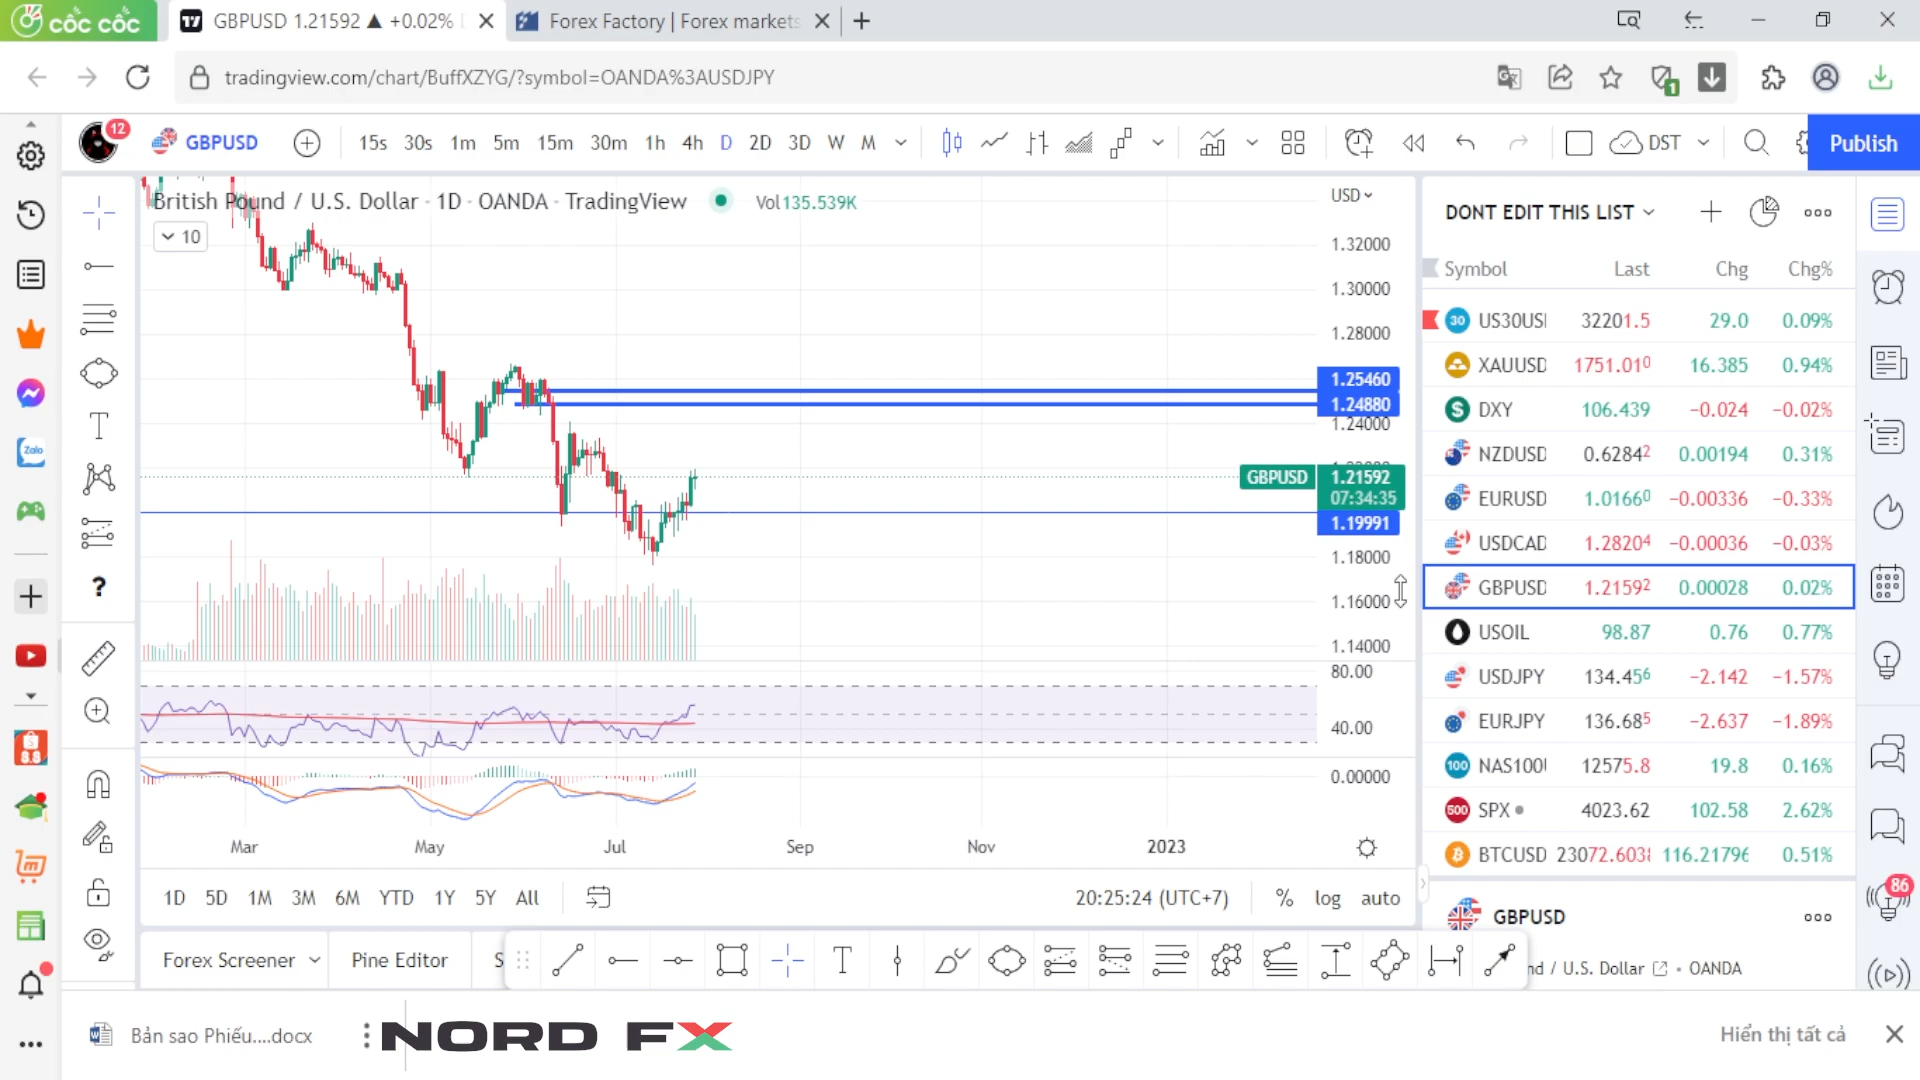 cốc cốc
GBPUSD 1.21592 ▲ +0.02%
Forex Factory | Forex markets
tradingview.com/chart/BuffXZYG/?symbol=OANDA%3AUSDJPY
1
12
GBPUSD
15s 30s 1m 5m 15m 30m 1h 4h D 2D 3D W M
DST
Publish
British Pound / U.S. Dollar · 1D · OANDA · TradingView
Vol 135.539K
10
USD
1.32000
1.30000
1.28000
1.25460
1.24880
1.24000
GBPUSD 1.21592
07:34:35
1.19991
1.18000
1.16000
1.14000
80.00
40.00
0.00000
Mar May Jul Sep Nov 2023
1D 5D 1M 3M 6M YTD 1Y 5Y All
20:25:24 (UTC+7)
% log auto
Forex Screener
Pine Editor
S
T
T
?
Zalo
8.8
DONT EDIT THIS LIST
Symbol Last Chg Chg%
30 US30US 32201.5 29.0 0.09%
XAUUSD 1751.010 16.385 0.94%
DXY 106.439 −0.024 −0.02%
NZDUSD 0.62842 0.00194 0.31%
EURUSD 1.01660 −0.00336 −0.33%
USDCAD 1.28204 −0.00036 −0.03%
GBPUSD 1.21592 0.00028 0.02%
USOIL 98.87 0.76 0.77%
USDJPY 134.456 −2.142 −1.57%
EURJPY 136.685 −2.637 −1.89%
100 NAS100 12575.8 19.8 0.16%
500 SPX 4023.62 102.58 2.62%
BTCUSD 23072.603 116.21796 0.51%
86
GBPUSD
nd / U.S. Dollar · OANDA
Bản sao Phiếu....docx
NORD FX
Hiển thị tất cả